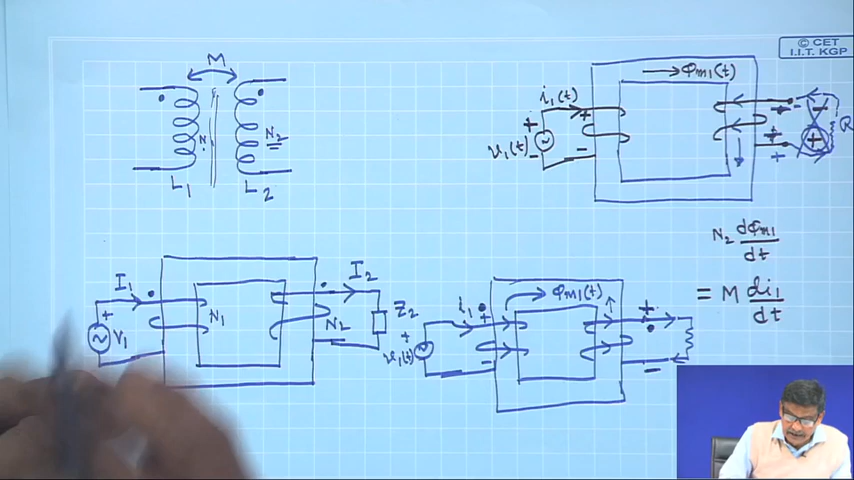 M
N₁
N₂
L₁
L₂
© CET
I.I.T. KGP
Φm1(t)
i₁(t)
+
+
v₁(t)
-
-
-
+
-
+
+
R
N₂ dΦm1/dt
= M di₁/dt
I₁
+
V₁
N₁
I₂
Z₂
N₂
i₁
+
v₁(t)
+
-
Φm1(t)
+
-